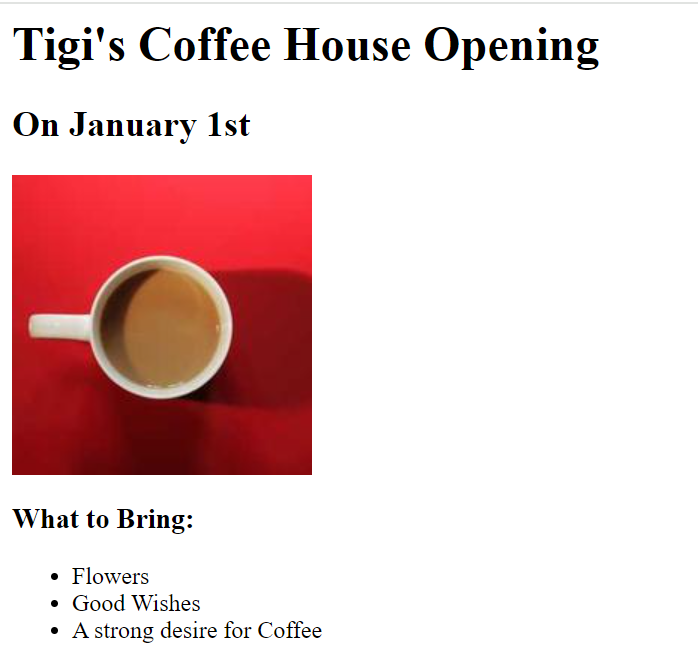 Tigi's Coffee House Opening
On January 1st
What to Bring:
Flowers
Good Wishes
A strong desire for Coffee